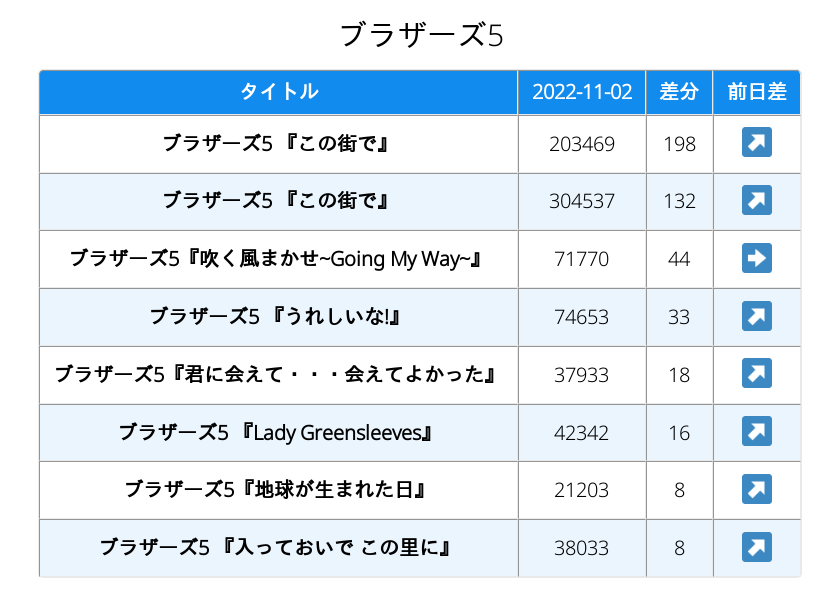 ブラザーズ5
タイトル 2022-11-02 差分 前日差
ブラザーズ5 『この街で』 203469 198
ブラザーズ5 『この街で』 304537 132
ブラザーズ5『吹く風まかせ~Going My Way~』 71770 44
ブラザーズ5 『うれしいな!』 74653 33
ブラザーズ5『君に会えて・・・会えてよかった』 37933 18
ブラザーズ5 『Lady Greensleeves』 42342 16
ブラザーズ5『地球が生まれた日』 21203 8
ブラザーズ5 『入っておいで この里に』 38033 8